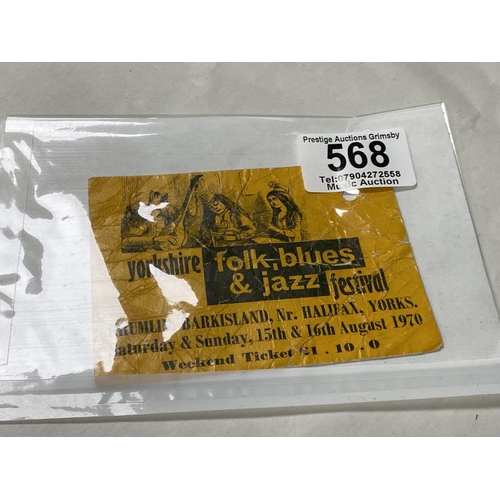 Prestige Auctions Grimsby
568
Tel:07904272558
Music Auction
yorkshire folk, blues
& jazz festival
BARKISLAND, Nr. HALIFAX, YORKS.
Saturday & Sunday, 15th & 16th August 1970
Weekend Ticket £1 . 10 . 0